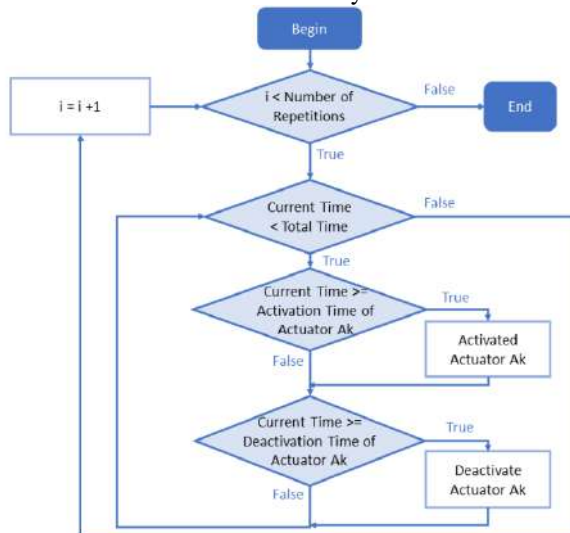 Begin
i = i +1
i < Number of
Repetitions
False
End
True
Current Time
< Total Time
False
True
Current Time >=
Activation Time of
Actuator Ak
True
Activated
Actuator Ak
False
Current Time >=
Deactivation Time of
Actuator Ak
True
Deactivate
Actuator Ak
False